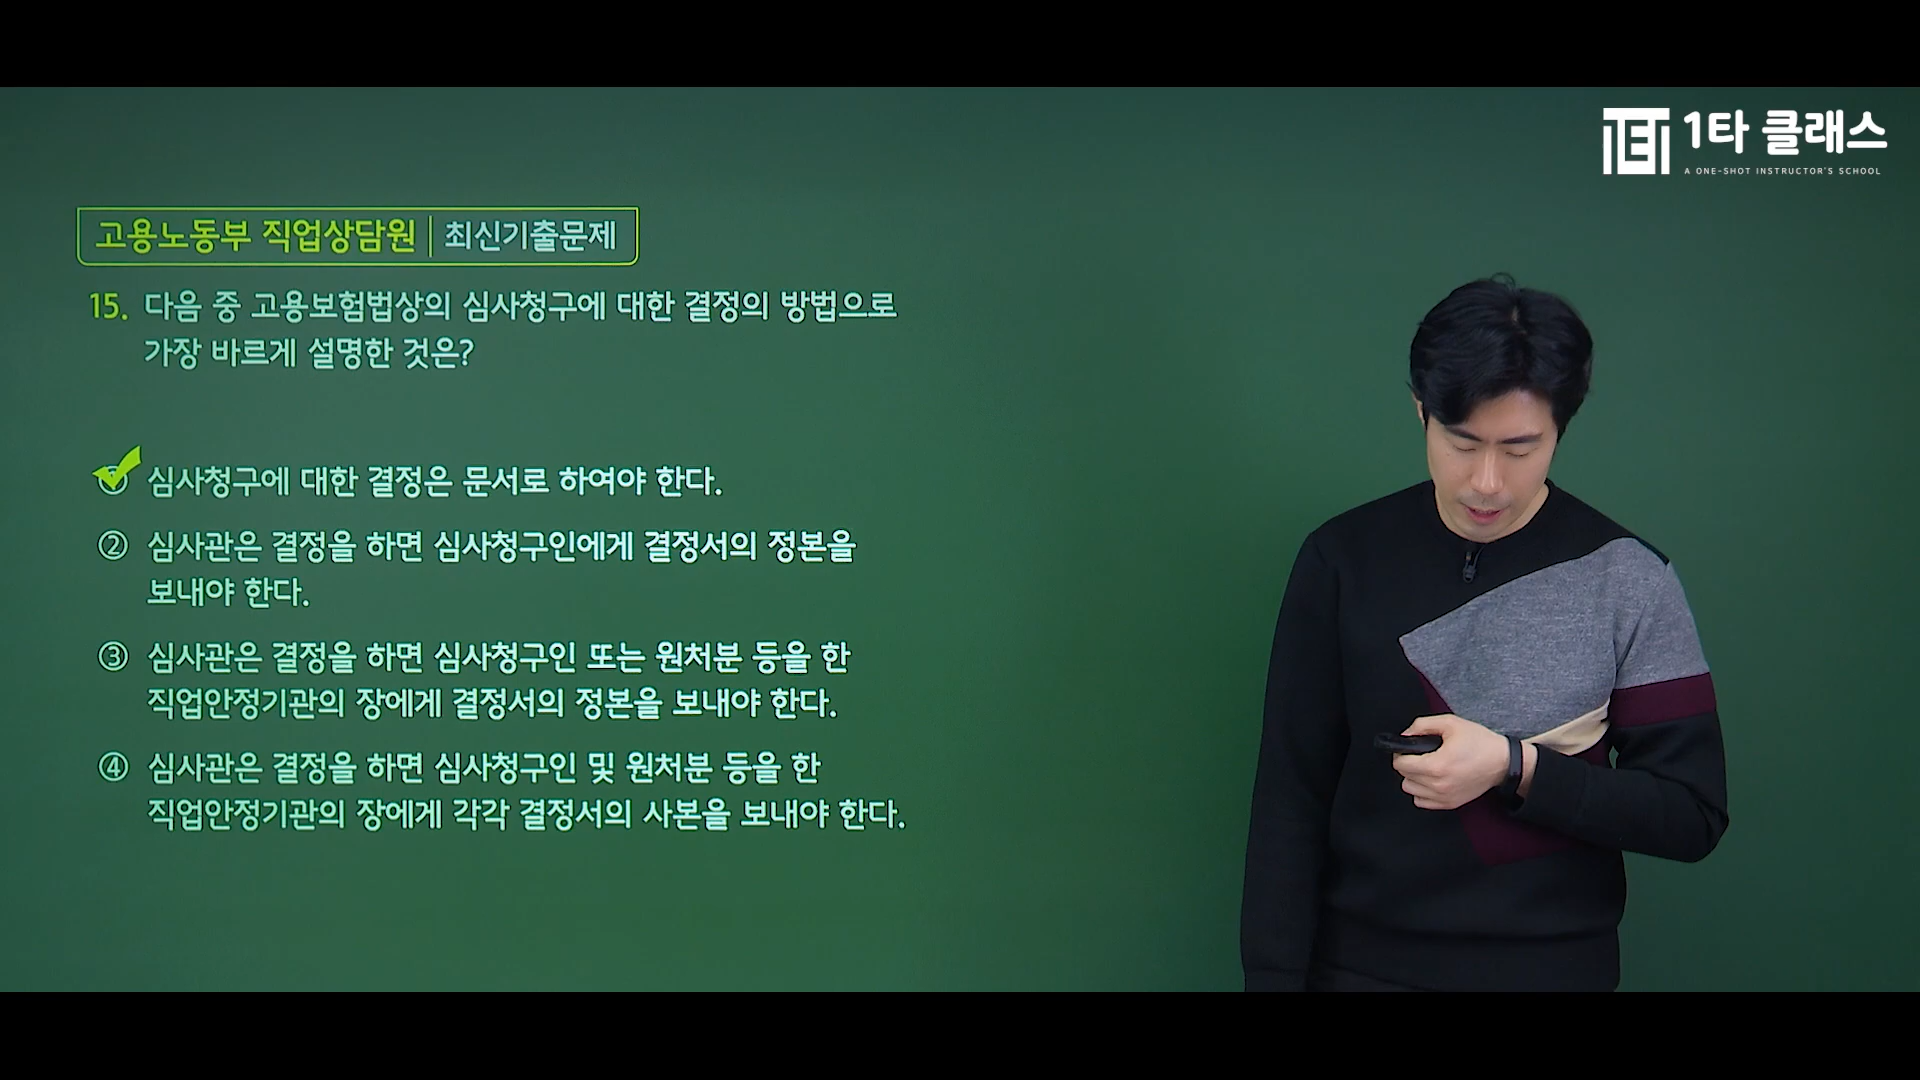 1타 클래스
A ONE-SHOT INSTRUCTOR'S SCHOOL
고용노동부 직업상담원 | 최신기출문제
15. 다음 중 고용보험법상의 심사청구에 대한 결정의 방법으로
가장 바르게 설명한 것은?
심사청구에 대한 결정은 문서로 하여야 한다.
② 심사관은 결정을 하면 심사청구인에게 결정서의 정본을
보내야 한다.
③ 심사관은 결정을 하면 심사청구인 또는 원처분 등을 한
직업안정기관의 장에게 결정서의 정본을 보내야 한다.
④ 심사관은 결정을 하면 심사청구인 및 원처분 등을 한
직업안정기관의 장에게 각각 결정서의 사본을 보내야 한다.